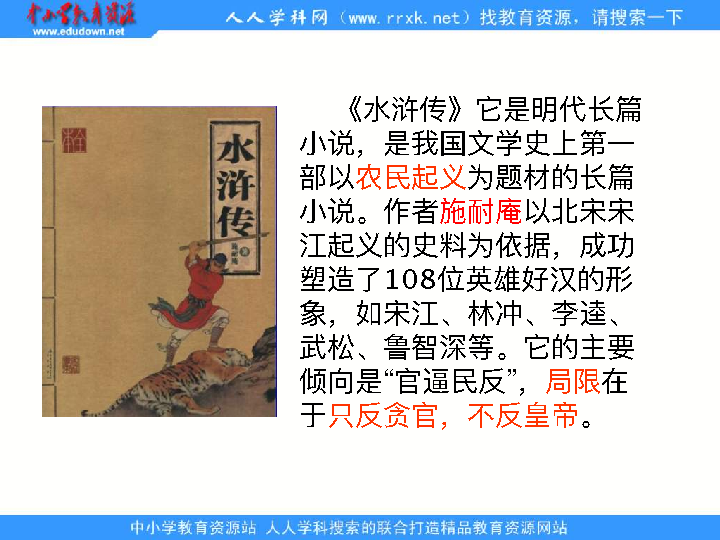 中小学教育资源
www.edudown.net
人人学科网（www.rrxk.net）找教育资源，请搜索一下
《水浒传》它是明代长篇
小说，是我国文学史上第一
部以农民起义为题材的长篇
小说。作者施耐庵以北宋宋
江起义的史料为依据，成功
塑造了108位英雄好汉的形
象，如宋江、林冲、李逵、
武松、鲁智深等。它的主要
倾向是“官逼民反”，局限在
于只反贪官，不反皇帝。
水浒传
施耐庵
中小学教育资源站 人人学科搜索的联合打造精品教育资源网站